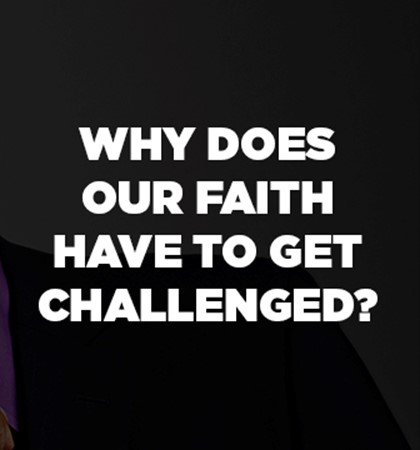 WHY DOES
OUR FAITH
HAVE TO GET
CHALLENGED?